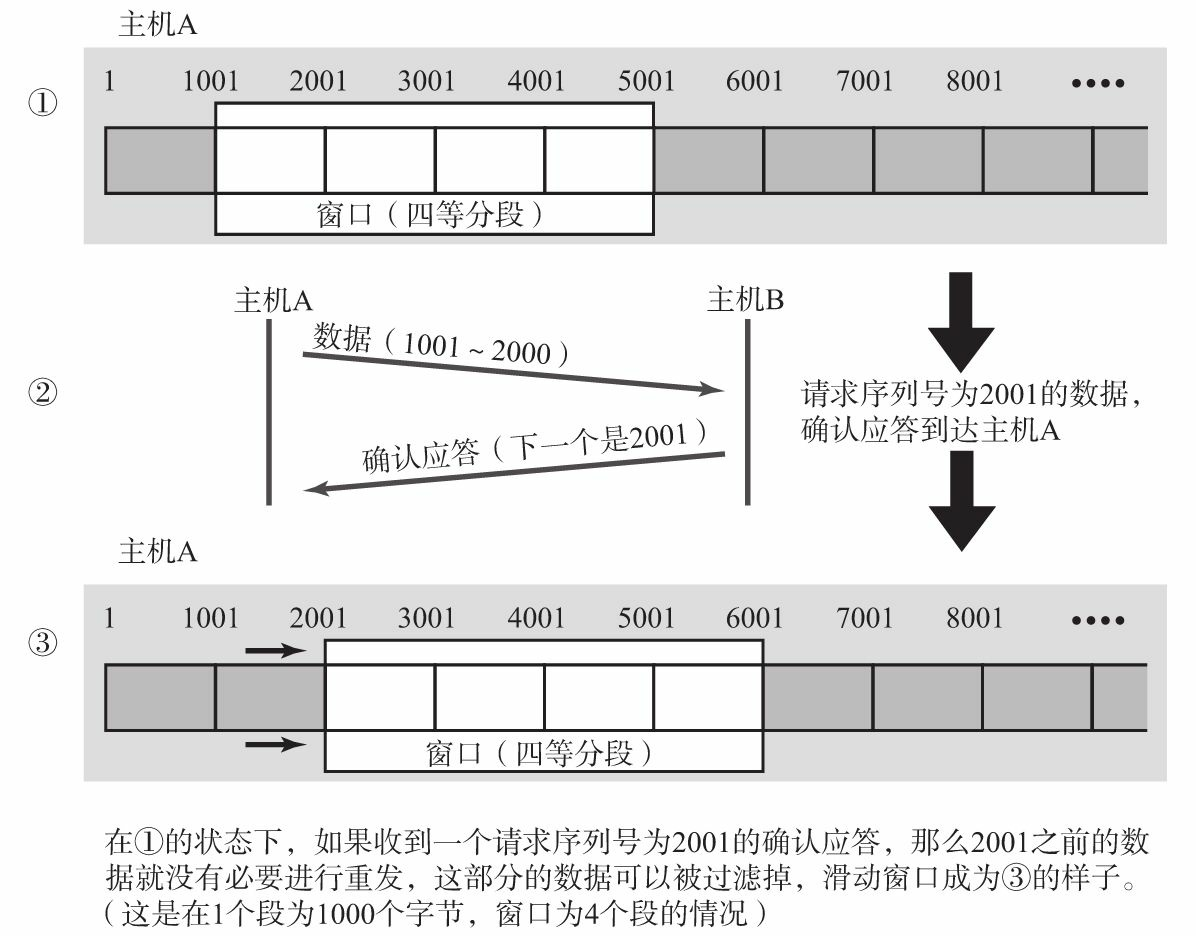 主机A
1 1001 2001 3001 4001 5001 6001 7001 8001 ••••
①
窗口（四等分段）
主机A 主机B
数据（1001～2000）
②
请求序列号为2001的数据，
确认应答到达主机A
确认应答（下一个是2001）
主机A
1 1001 2001 3001 4001 5001 6001 7001 8001 ••••
③
窗口（四等分段）
在①的状态下，如果收到一个请求序列号为2001的确认应答，那么2001之前的数
据就没有必要进行重发，这部分的数据可以被过滤掉，滑动窗口成为③的样子。
（这是在1个段为1000个字节，窗口为4个段的情况）